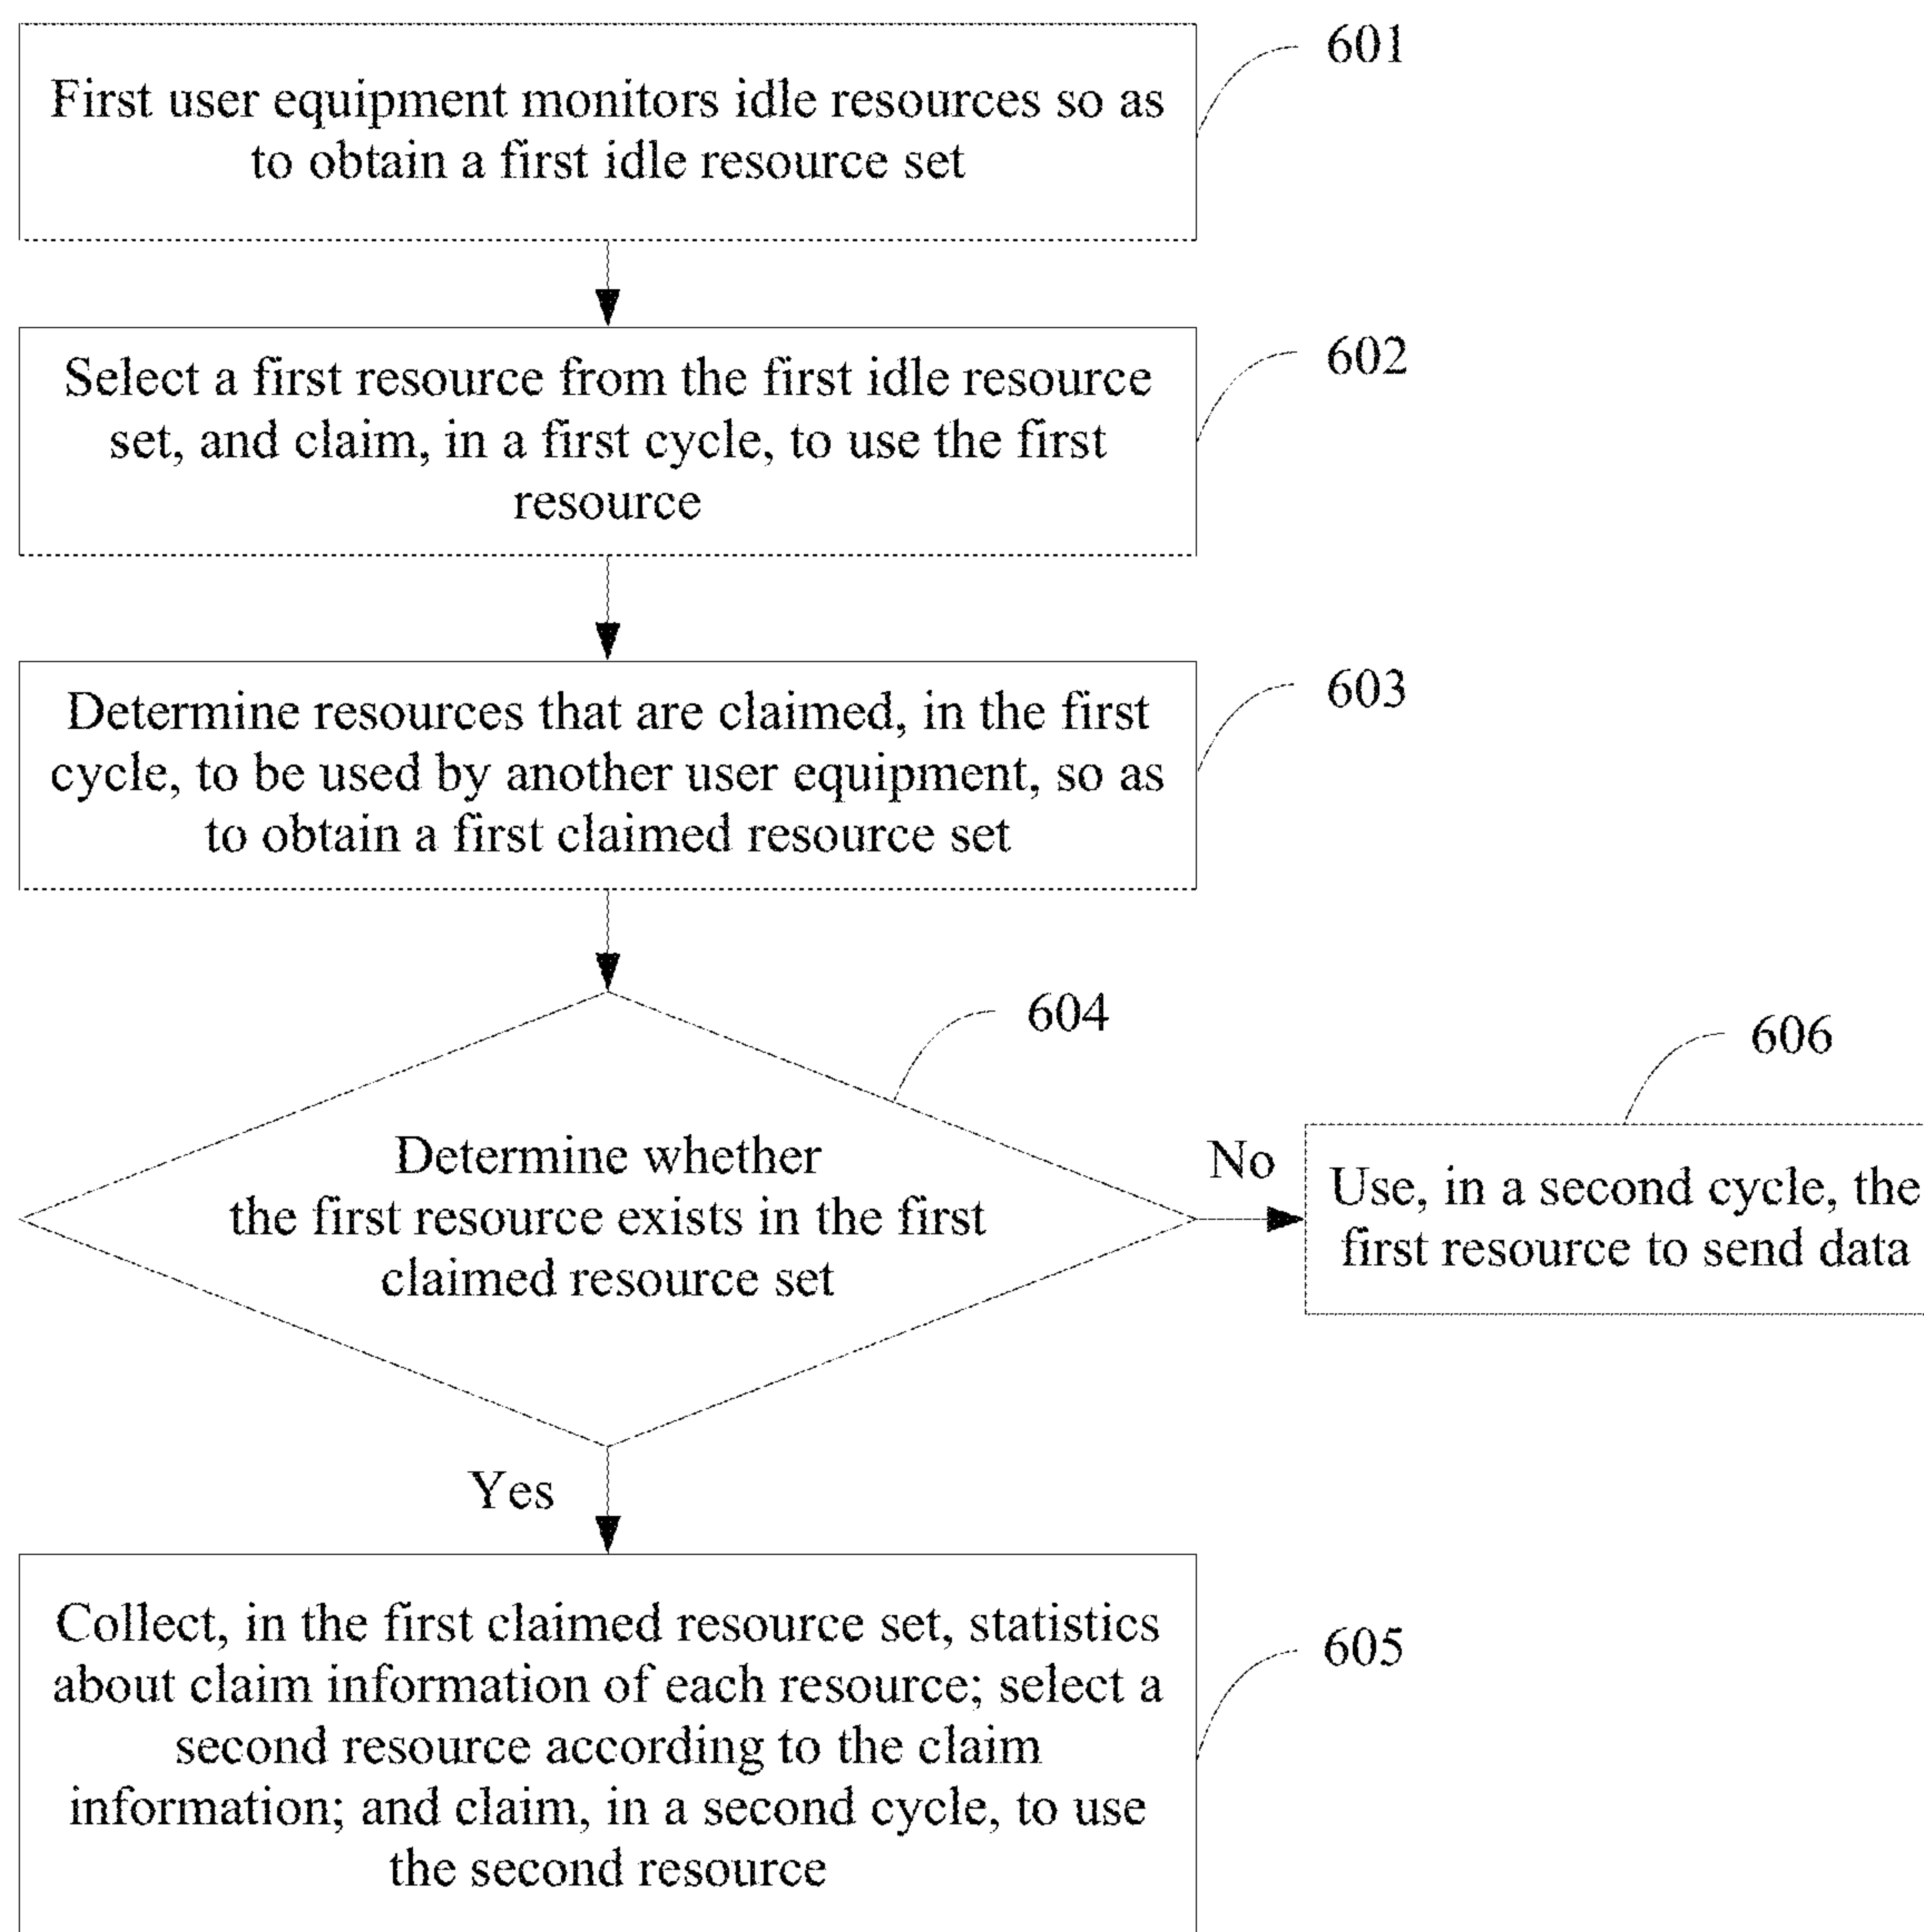 601
First user equipment monitors idle resources so as
to obtain a first idle resource set
602
Select a first resource from the first idle resource
set, and claim, in a first cycle, to use the first
resource
603
Determine resources that are claimed, in the first
cycle, to be used by another user equipment, so as
to obtain a first claimed resource set
604
Determine whether
the first resource exists in the first
claimed resource set
No
606
Use, in a second cycle, the
first resource to send data
Yes
605
Collect, in the first claimed resource set, statistics
about claim information of each resource; select a
second resource according to the claim
information; and claim, in a second cycle, to use
the second resource